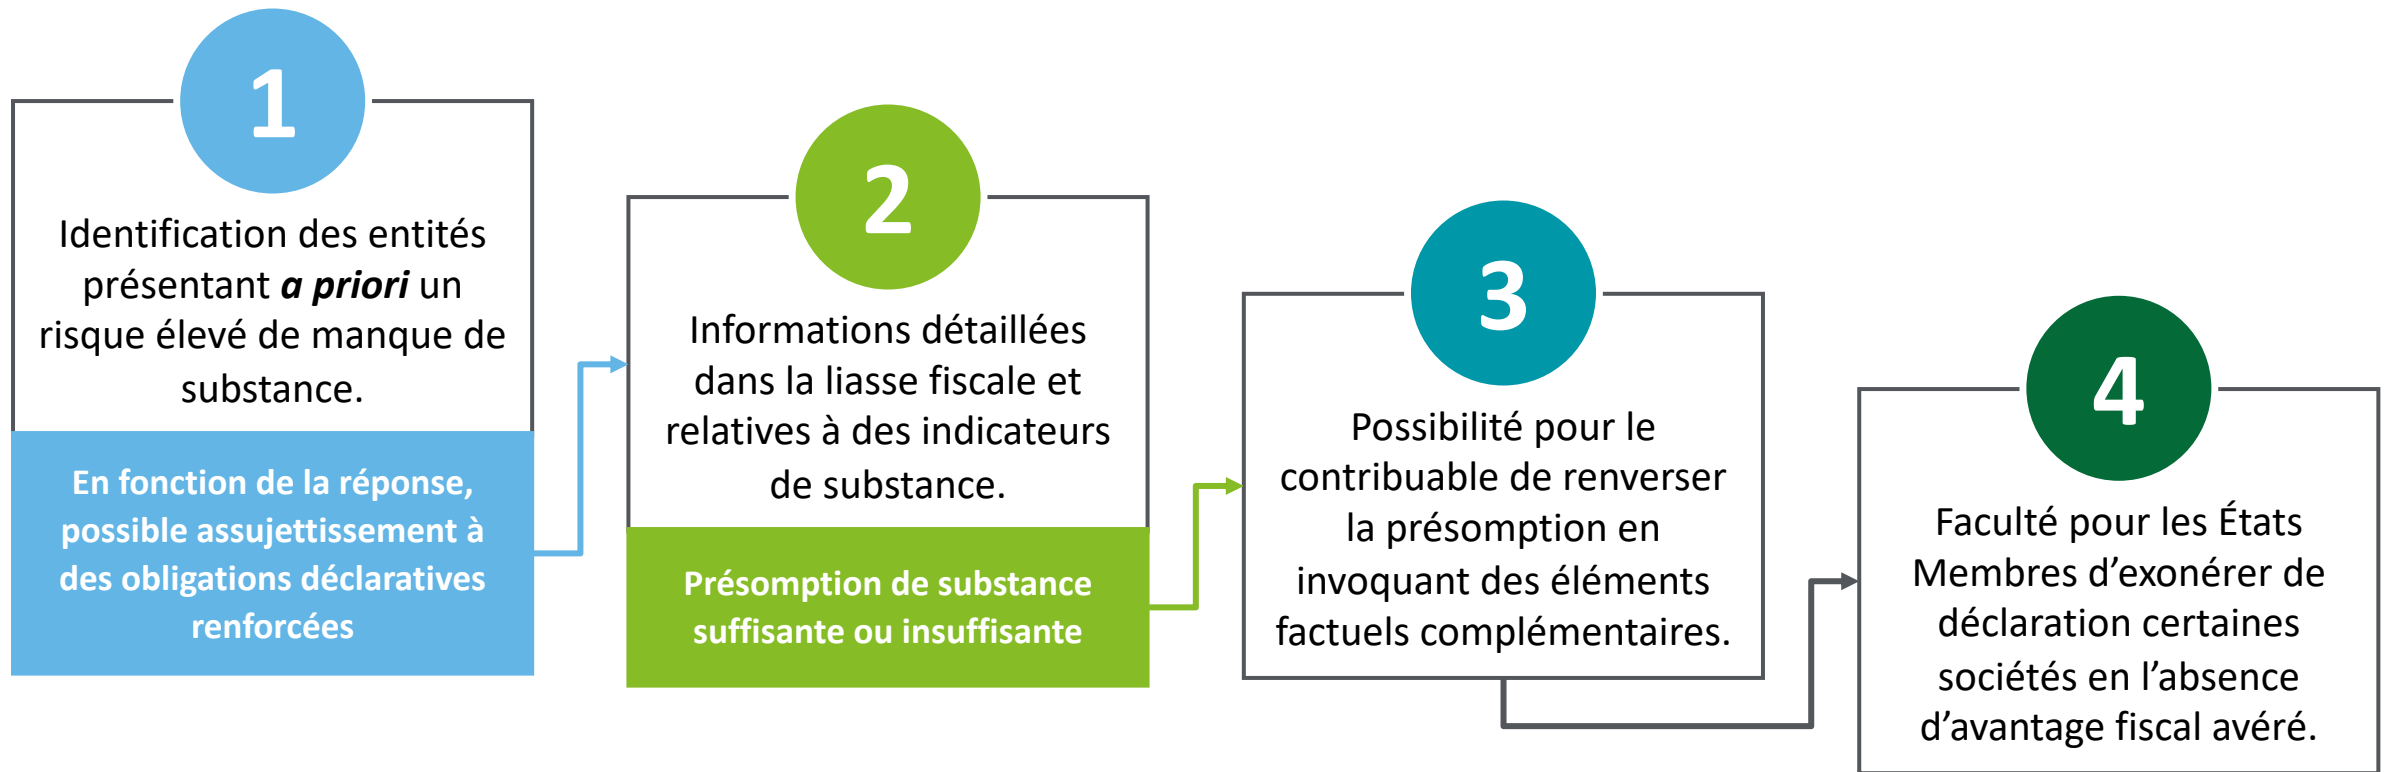 1
Identification des entités
présentant a priori un
risque élevé de manque de
substance.
En fonction de la réponse,
possible assujettissement à
des obligations déclaratives
renforcées
2
Informations détaillées
dans la liasse fiscale et
relatives à des indicateurs
de substance.
Présomption de substance
suffisante ou insuffisante
3
Possibilité pour le
contribuable de renverser
la présomption en
invoquant des éléments
factuels complémentaires.
4
Faculté pour les États
Membres d’exonérer de
déclaration certaines
sociétés en l’absence
d’avantage fiscal avéré.